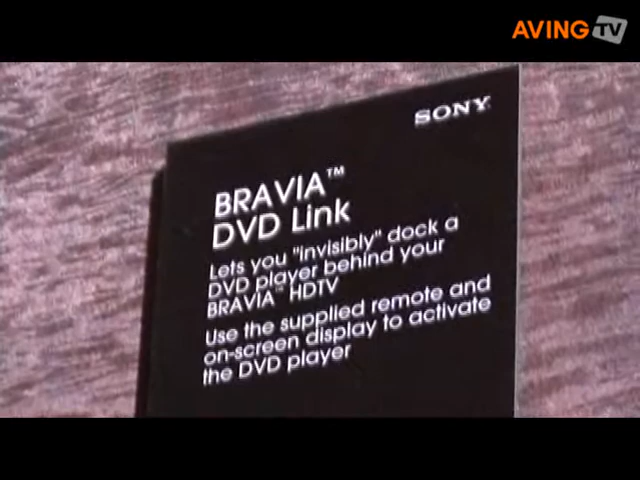 AVING TV
SONY
BRAVIA™
DVD Link
Lets you "invisibly" dock a
DVD player behind your
BRAVIA™ HDTV
Use the supplied remote and
on-screen display to activate
the DVD player